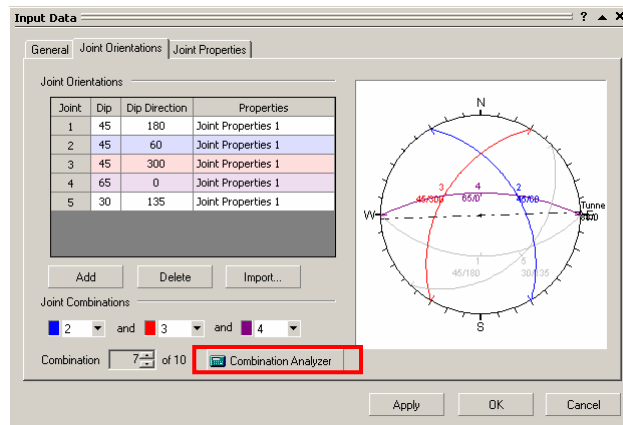 Input Data ? ▲ X
General Joint Orientations Joint Properties
Joint Orientations
Joint Dip Dip Direction Properties
1 45 180 Joint Properties 1
2 45 60 Joint Properties 1
3 45 300 Joint Properties 1
4 65 0 Joint Properties 1
5 30 135 Joint Properties 1
Add Delete Import...
Joint Combinations
2 and 3 and 4
Combination 7 of 10 Combination Analyzer
N
3 4 2
45/300 65/0 45/60
Tunne
W
1 5
45/180 30/135
S
Apply OK Cancel